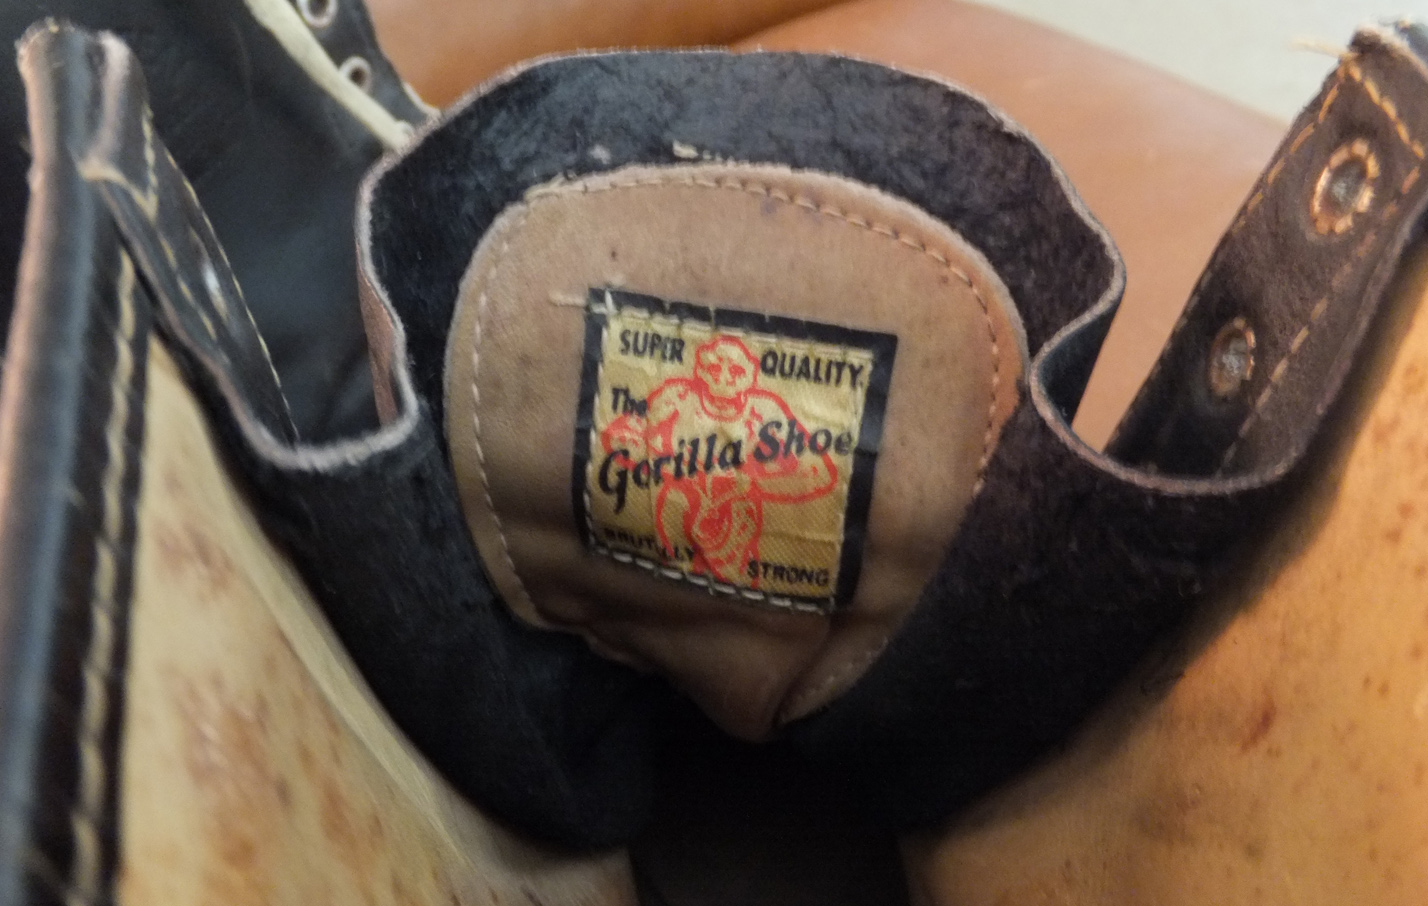 SUPER QUALITY
The
Gorilla Shoe
BRUTALLY STRONG